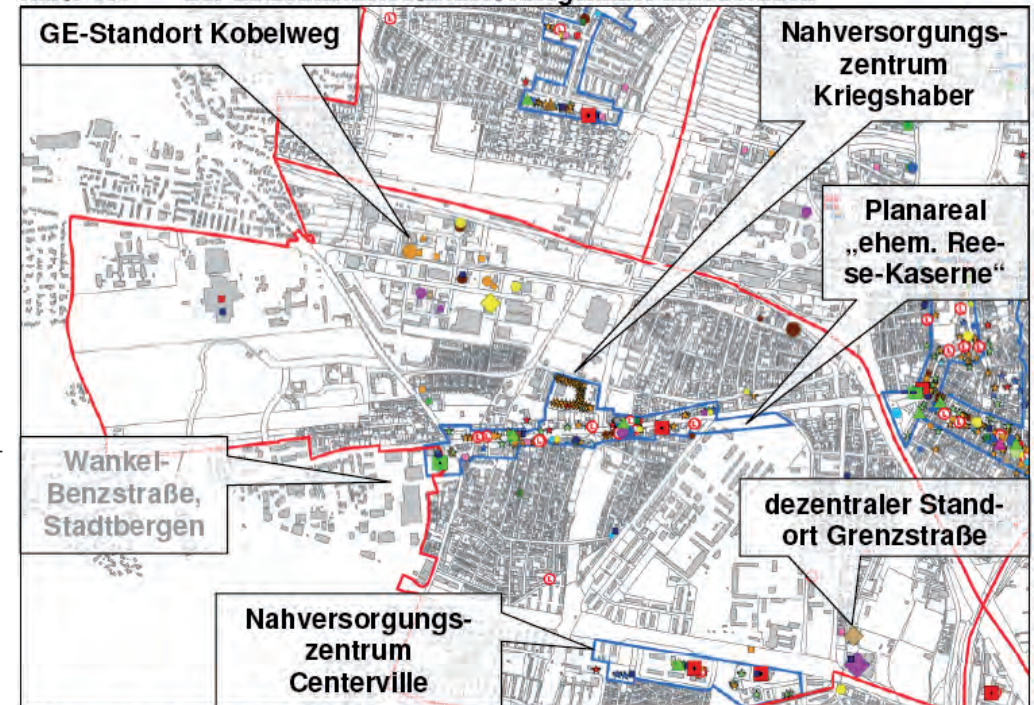 GE-Standort Kobelweg
Nahversorgungs-
zentrum
Kriegshaber
Planareal
„ehem. Ree-
se-Kaserne“
Wankel-/
Benzstraße,
Stadtbergen
dezentraler Stand-
ort Grenzstraße
Nahversorgungs-
zentrum
Centerville